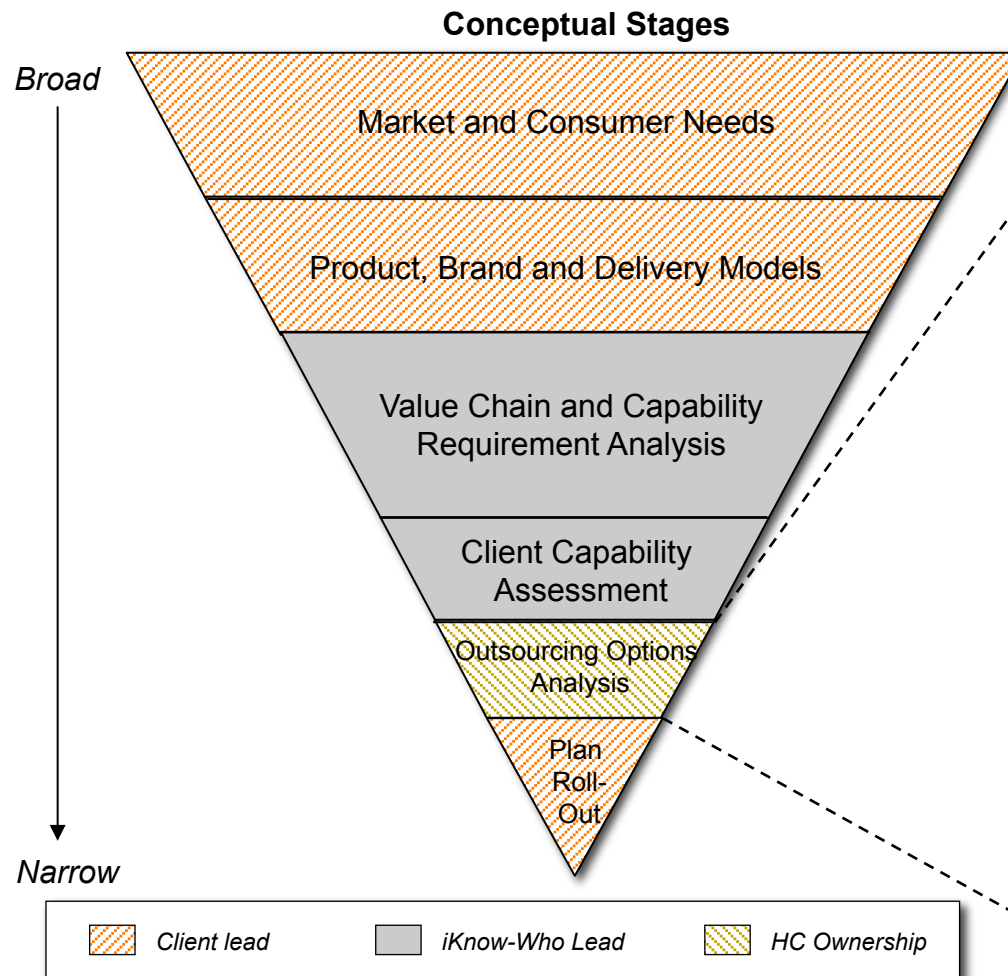 Conceptual Stages
Broad
Market and Consumer Needs
Product, Brand and Delivery Models
Value Chain and Capability
Requirement Analysis
Client Capability
Assessment
Outsourcing Options
Analysis
Plan
Roll-
Out
Narrow
Client lead
iKnow-Who Lead
HC Ownership